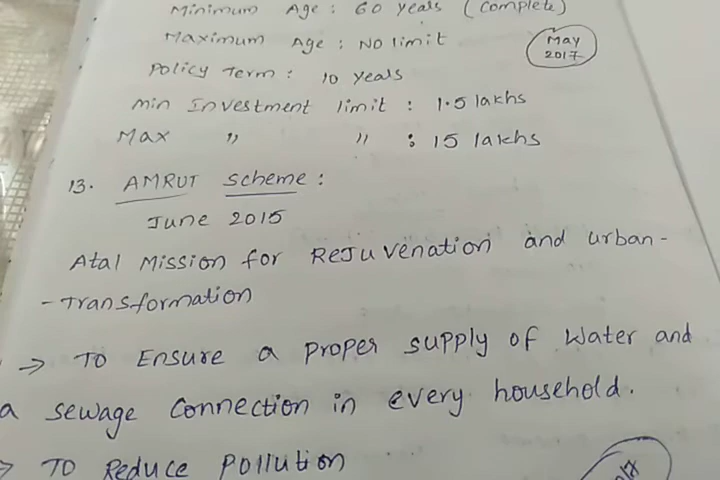 Minimum Age : 60 years (Complete)
Maximum Age : No limit
May 2017
Policy Term : 10 years
Min Investment limit : 1.5 lakhs
Max " " : 15 lakhs
13. AMRUT Scheme :
June 2015
Atal Mission for Rejuvenation and urban-
-Transformation
→ To Ensure a proper supply of Water and
a sewage connection in every household.
> To Reduce Pollution